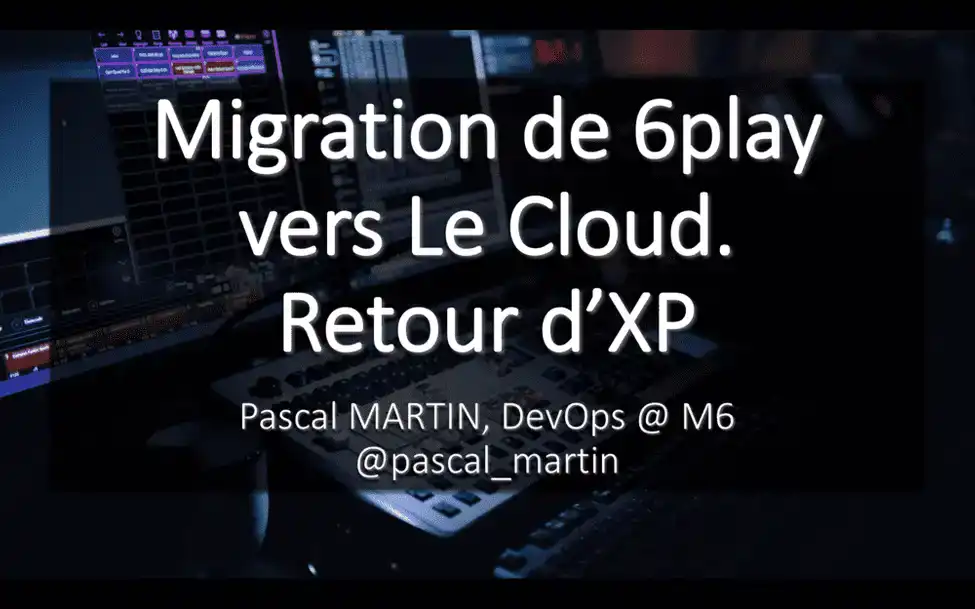 Migration de 6play
vers Le Cloud.
Retour d’XP
Pascal MARTIN, DevOps @ M6
@pascal_martin